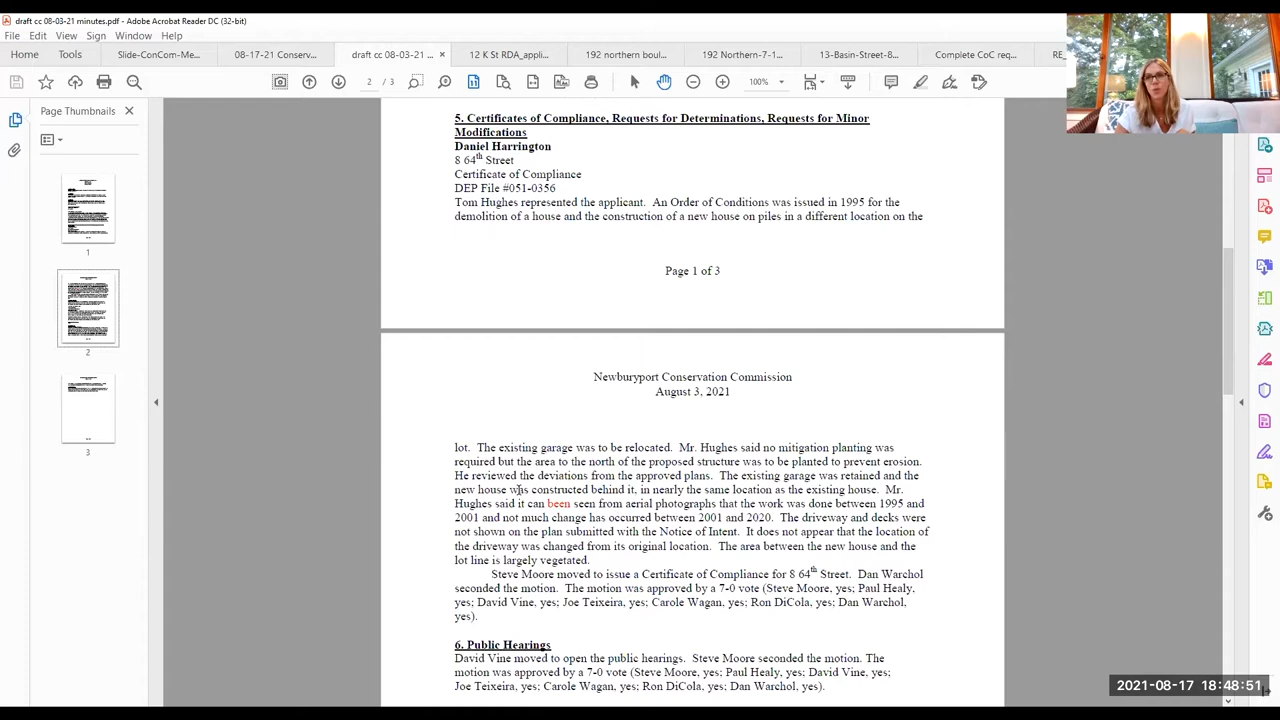 draft cc 08-03-21 minutes.pdf - Adobe Acrobat Reader DC (32-bit)
File Edit View Sign Window Help
Home Tools Slide-ConCom-Me... 08-17-21 Conserv... draft cc 08-03-21 ... × 12 K St RDA_appli... 192 northern boul... 192 Northern-7-1... 13-Basin-Street-8... Complete CoC req... RE
2 / 3 100%
Page Thumbnails
1
2
3
5. Certificates of Compliance, Requests for Determinations, Requests for Minor
Modifications
Daniel Harrington
8 64th Street
Certificate of Compliance
DEP File #051-0356
Tom Hughes represented the applicant. An Order of Conditions was issued in 1995 for the
demolition of a house and the construction of a new house on piles in a different location on the
Page 1 of 3
Newburyport Conservation Commission
August 3, 2021
lot. The existing garage was to be relocated. Mr. Hughes said no mitigation planting was
required but the area to the north of the proposed structure was to be planted to prevent erosion.
He reviewed the deviations from the approved plans. The existing garage was retained and the
new house was constructed behind it, in nearly the same location as the existing house. Mr.
Hughes said it can been seen from aerial photographs that the work was done between 1995 and
2001 and not much change has occurred between 2001 and 2020. The driveway and decks were
not shown on the plan submitted with the Notice of Intent. It does not appear that the location of
the driveway was changed from its original location. The area between the new house and the
lot line is largely vegetated.
Steve Moore moved to issue a Certificate of Compliance for 8 64th Street. Dan Warchol
seconded the motion. The motion was approved by a 7-0 vote (Steve Moore, yes; Paul Healy,
yes; David Vine, yes; Joe Teixeira, yes; Carole Wagan, yes; Ron DiCola, yes; Dan Warchol,
yes).
6. Public Hearings
David Vine moved to open the public hearings. Steve Moore seconded the motion. The
motion was approved by a 7-0 vote (Steve Moore, yes; Paul Healy, yes; David Vine, yes;
Joe Teixeira, yes; Carole Wagan, yes; Ron DiCola, yes; Dan Warchol, yes).
2021-08-17 18:48:51